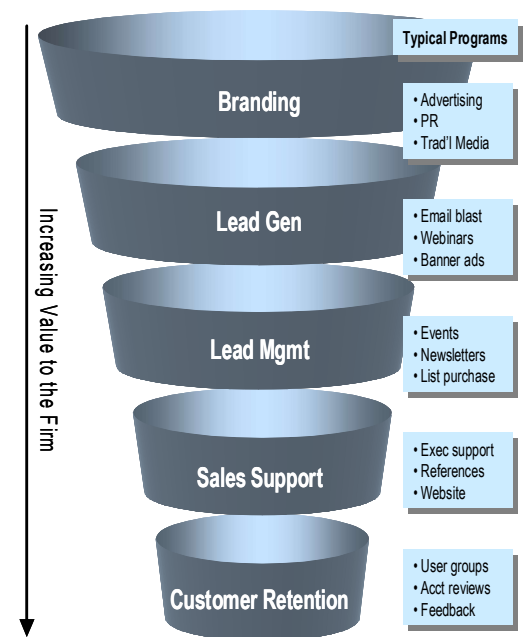 Typical Programs
Branding
• Advertising
• PR
• Trad'l Media
Lead Gen
• Email blast
• Webinars
• Banner ads
Increasing Value to the Firm
Lead Mgmt
• Events
• Newsletters
• List purchase
Sales Support
• Exec support
• References
• Website
Customer Retention
• User groups
• Acct reviews
• Feedback